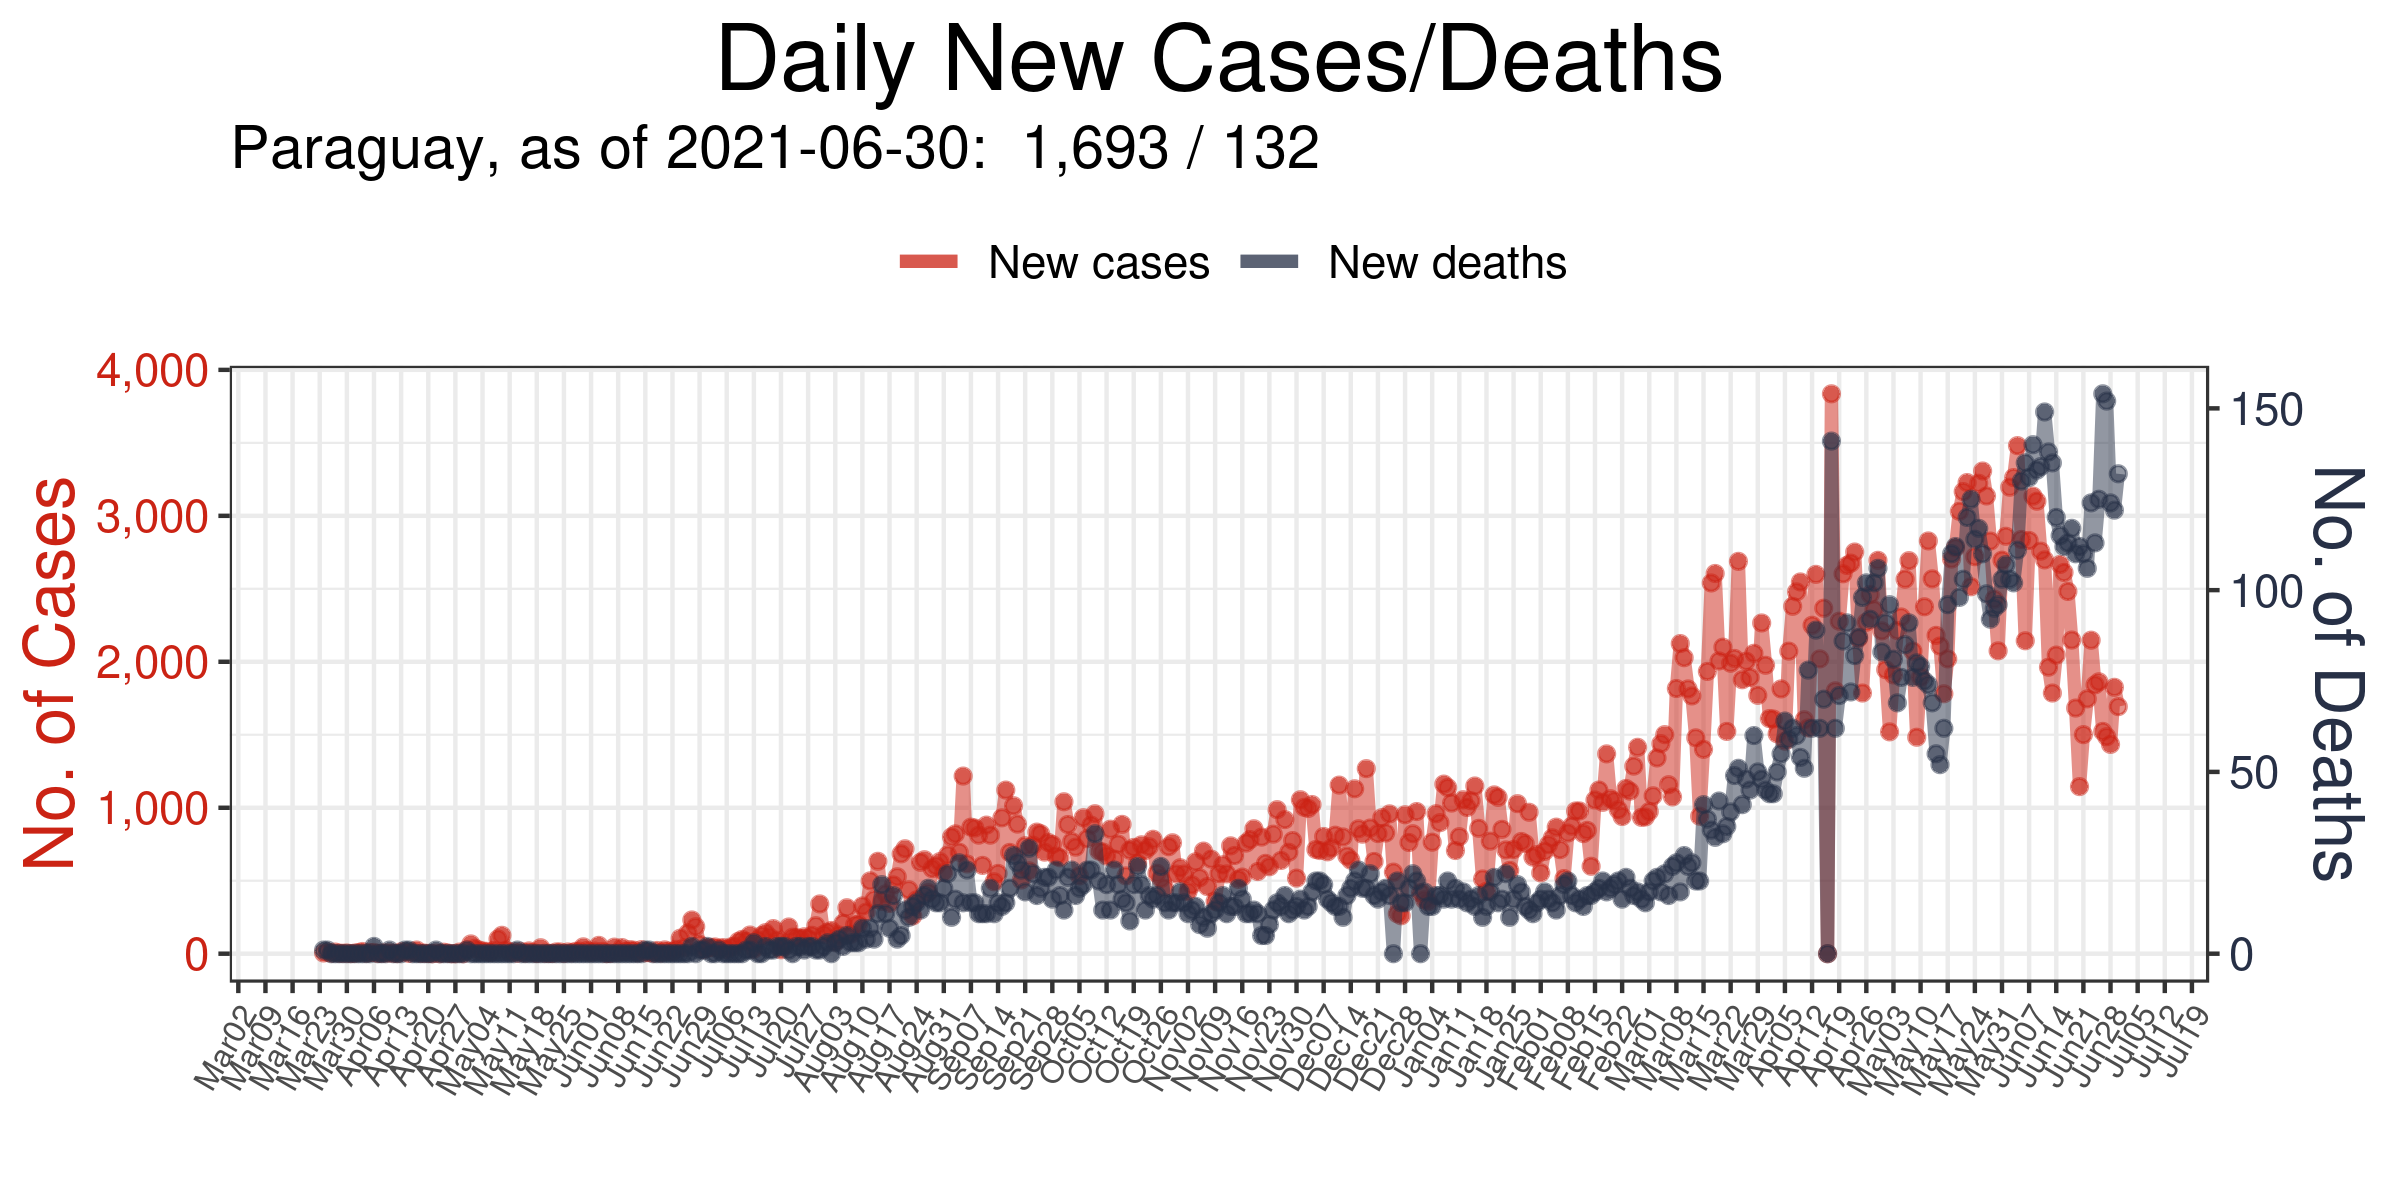 Daily New Cases/Deaths
Paraguay, as of 2021-06-30:  1,693 / 132
New cases New deaths
No. of Cases
4,000
3,000
2,000
1,000
0
150
100
50
0
No. of Deaths
Mar02 Mar09 Mar16 Mar23 Mar30 Apr06 Apr13 Apr20 Apr27 May04 May11 May18 May25 Jun01 Jun08 Jun15 Jun22 Jun29 Jul06 Jul13 Jul20 Jul27 Aug03 Aug10 Aug17 Aug24 Aug31 Sep07 Sep14 Sep21 Sep28 Oct05 Oct12 Oct19 Oct26 Nov02 Nov09 Nov16 Nov23 Nov30 Dec07 Dec14 Dec21 Dec28 Jan04 Jan11 Jan18 Jan25 Feb01 Feb08 Feb15 Feb22 Mar01 Mar08 Mar15 Mar22 Mar29 Apr05 Apr12 Apr19 Apr26 May03 May10 May17 May24 May31 Jun07 Jun14 Jun21 Jun28 Jul05 Jul12 Jul19